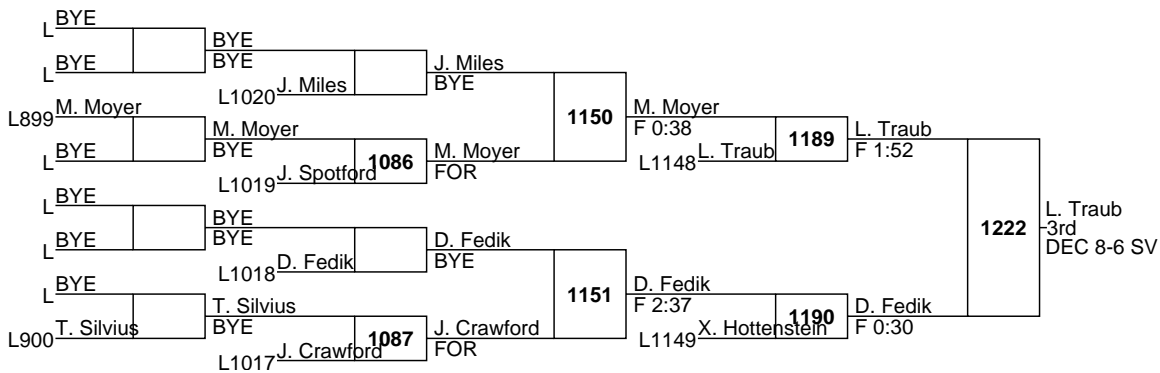 L BYE
BYE
BYE
L BYE
J. Miles
BYE
L1020 J. Miles
L899 M. Moyer
1150
M. Moyer
F 0:38
M. Moyer
BYE
L. Traub
F 1:52
1189
L BYE
1086
M. Moyer
FOR
L1148 L. Traub
L1019 J. Spotford
L BYE
BYE
BYE
1222
L. Traub
3rd
DEC 8-6 SV
L BYE
D. Fedik
BYE
L1018 D. Fedik
L BYE
1151
D. Fedik
F 2:37
T. Silvius
BYE
1190
D. Fedik
F 0:30
L900 T. Silvius
1087
J. Crawford
FOR
L1149 X. Hottenstein
L1017 J. Crawford